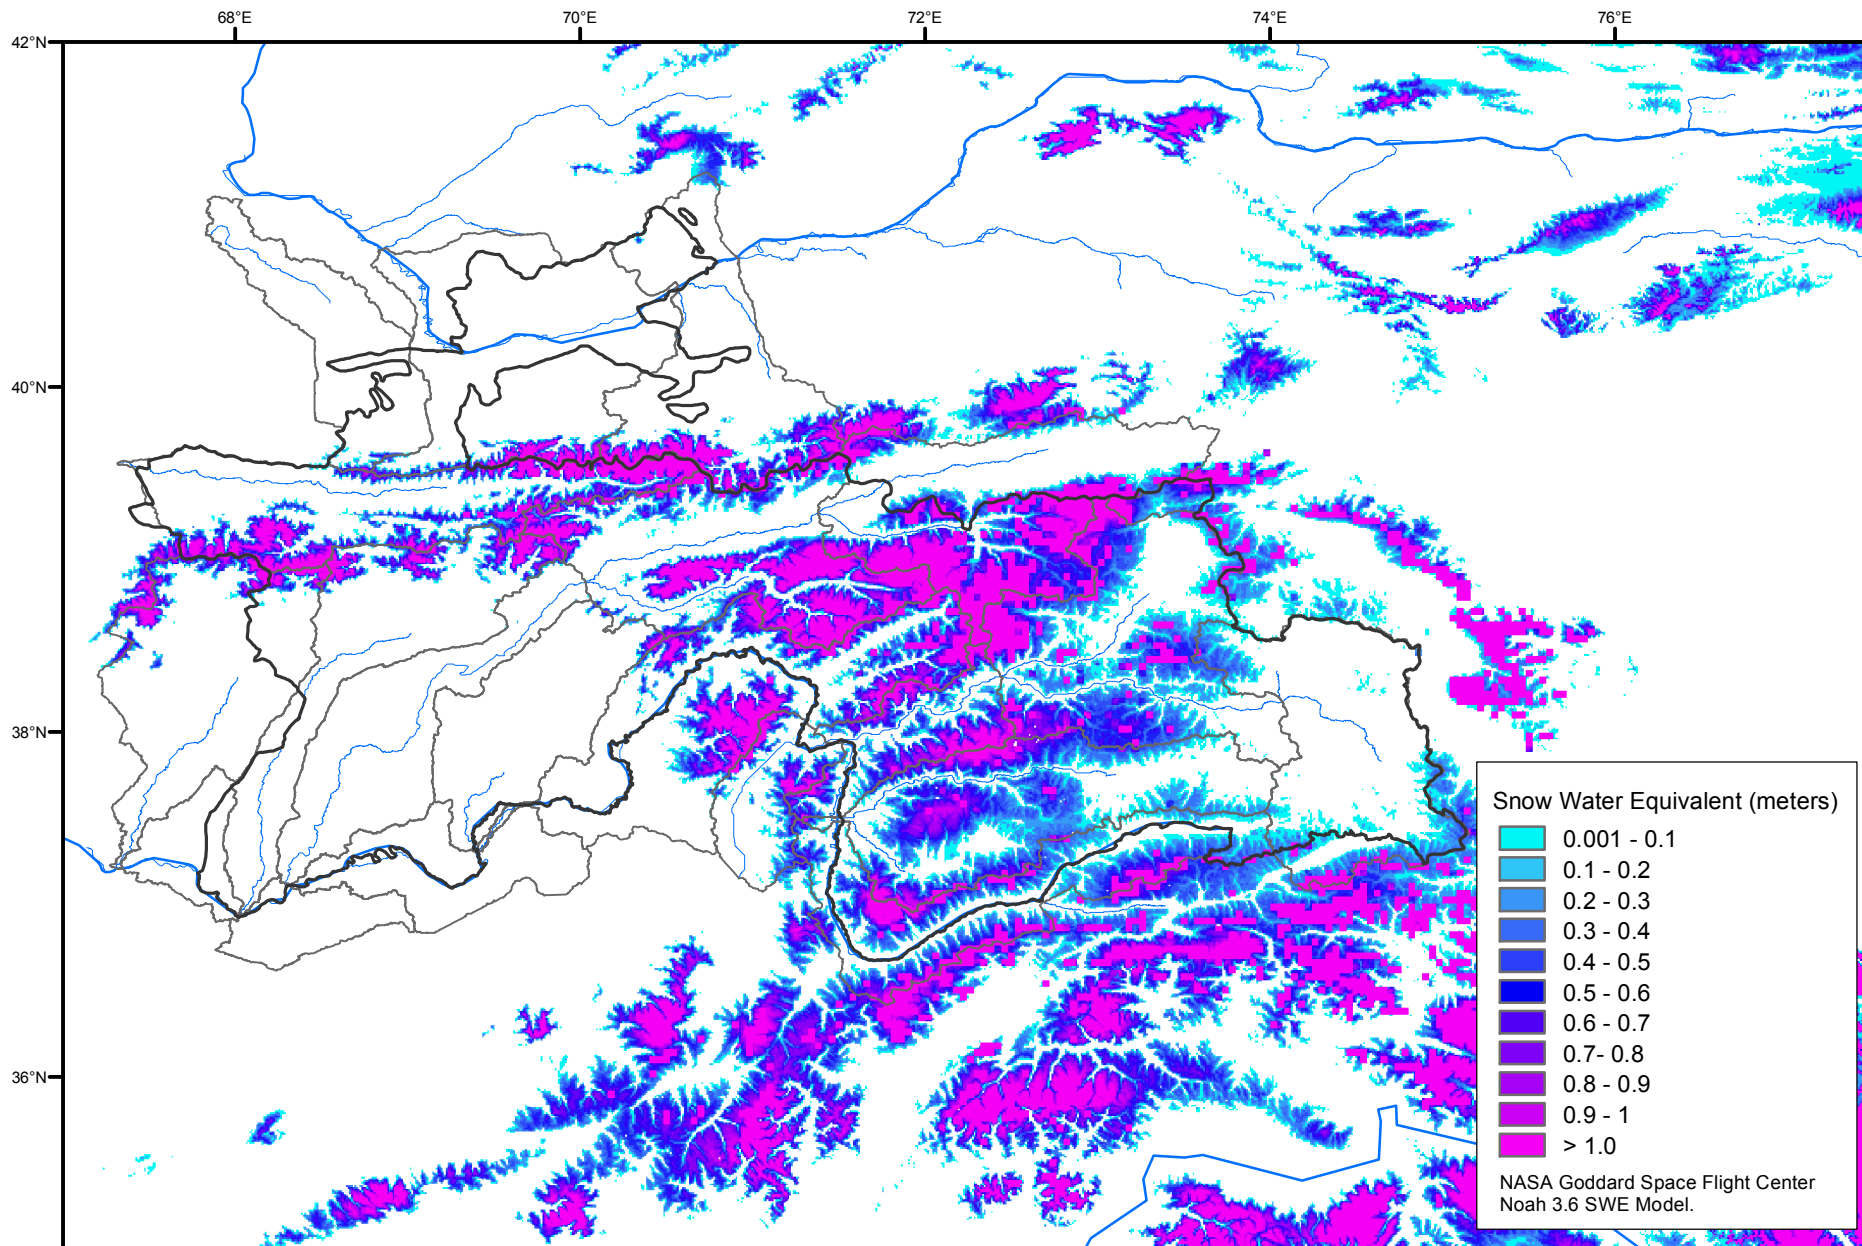 68°E 70°E 72°E 74°E 76°E
42°N
40°N
38°N
36°N
Snow Water Equivalent (meters)
0.001 - 0.1
0.1 - 0.2
0.2 - 0.3
0.3 - 0.4
0.4 - 0.5
0.5 - 0.6
0.6 - 0.7
0.7- 0.8
0.8 - 0.9
0.9 - 1
> 1.0
NASA Goddard Space Flight Center
Noah 3.6 SWE Model.